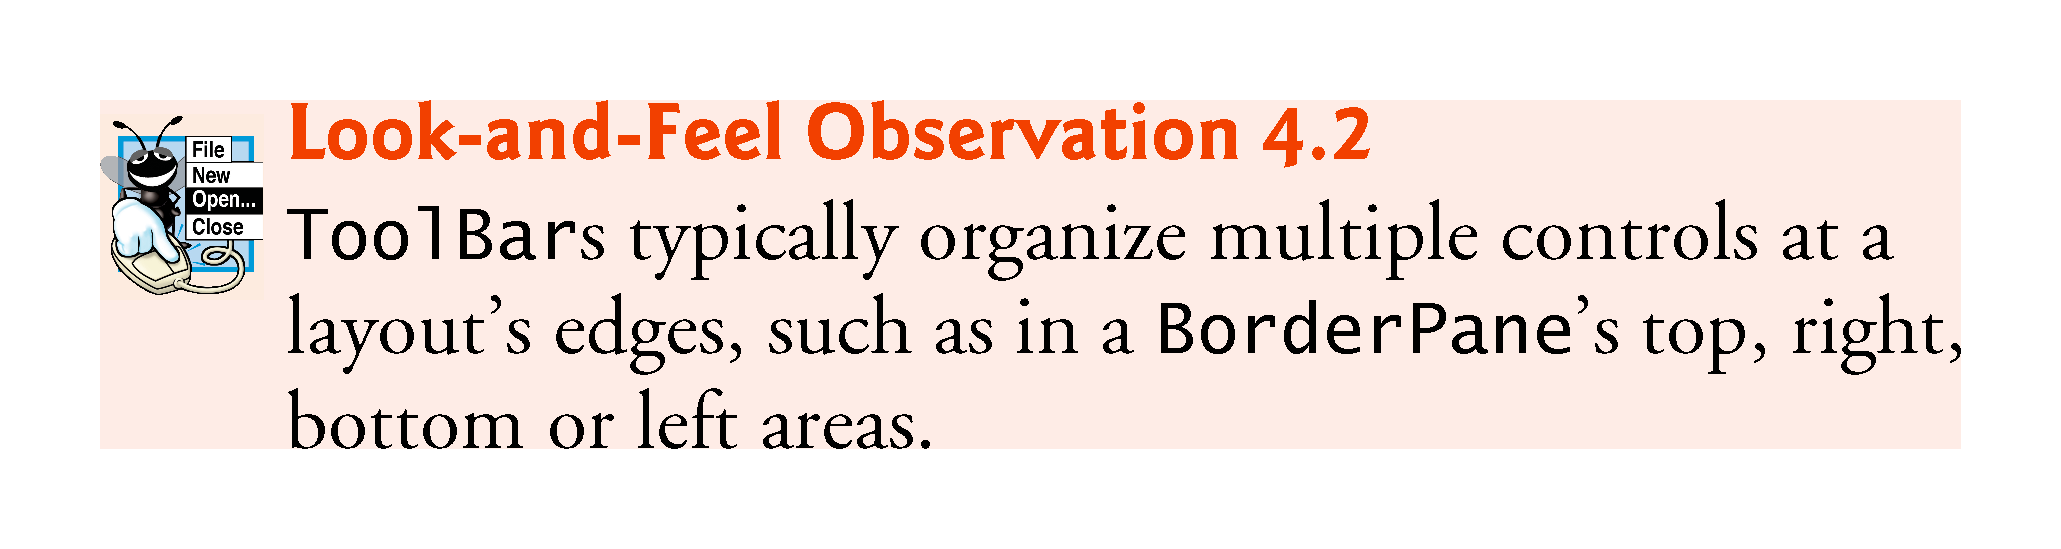 File
New
Open...
Close
Look-and-Feel Observation 4.2
ToolBars typically organize multiple controls at a
layout’s edges, such as in a BorderPane’s top, right,
bottom or left areas.